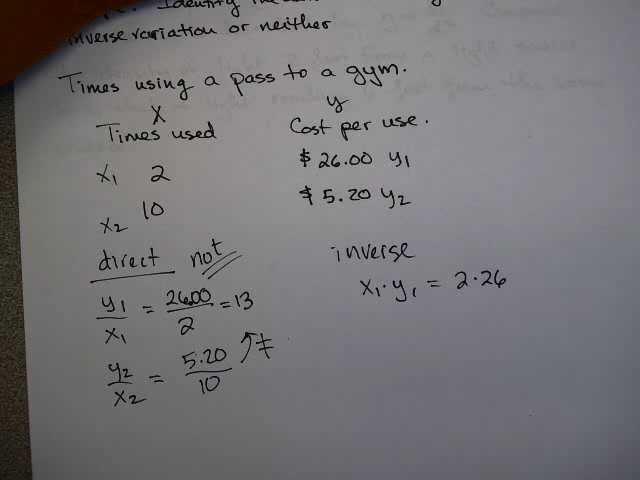 Identify
inverse variation or neither
Times using a pass to a gym.
X y
Times used Cost per use.
x₁ 2 $26.00 y₁
x₂ 10 $5.20 y₂
direct not inverse
y₁/x₁ = 26.00/2 = 13 x₁·y₁ = 2·26
y₂/x₂ = 5.20/10 ≠